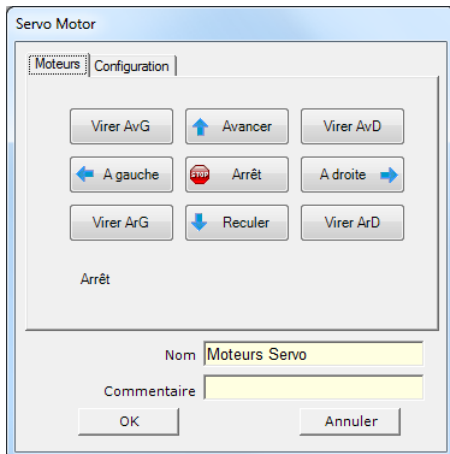 Servo Motor
Moteurs Configuration
Virer AvG Avancer Virer AvD
A gauche STOP Arrêt A droite
Virer ArG Reculer Virer ArD
Arrêt
Nom Moteurs Servo
Commentaire
OK Annuler